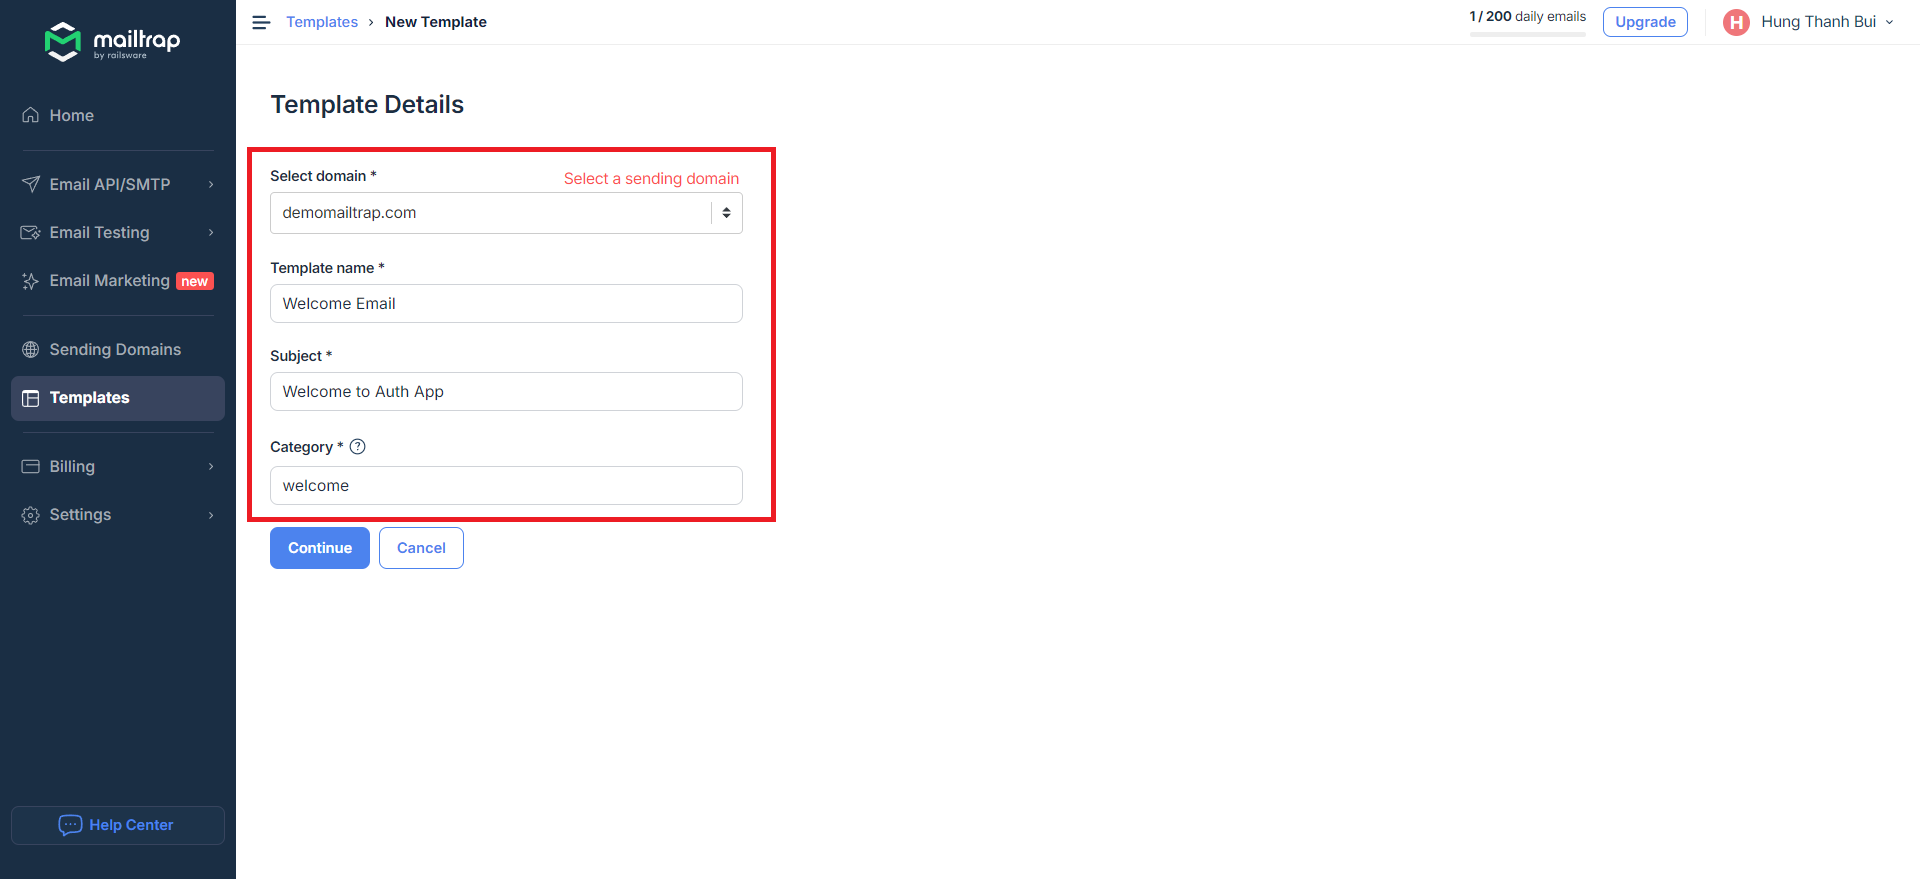 mailtrap
by railsware
Home
Email API/SMTP
Email Testing
Email Marketing new
Sending Domains
Templates
Billing
Settings
Help Center
Templates › New Template
1 / 200 daily emails
Upgrade
H Hung Thanh Bui
Template Details
Select domain * Select a sending domain
demomailtrap.com
Template name *
Welcome Email
Subject *
Welcome to Auth App
Category * ?
welcome
Continue Cancel